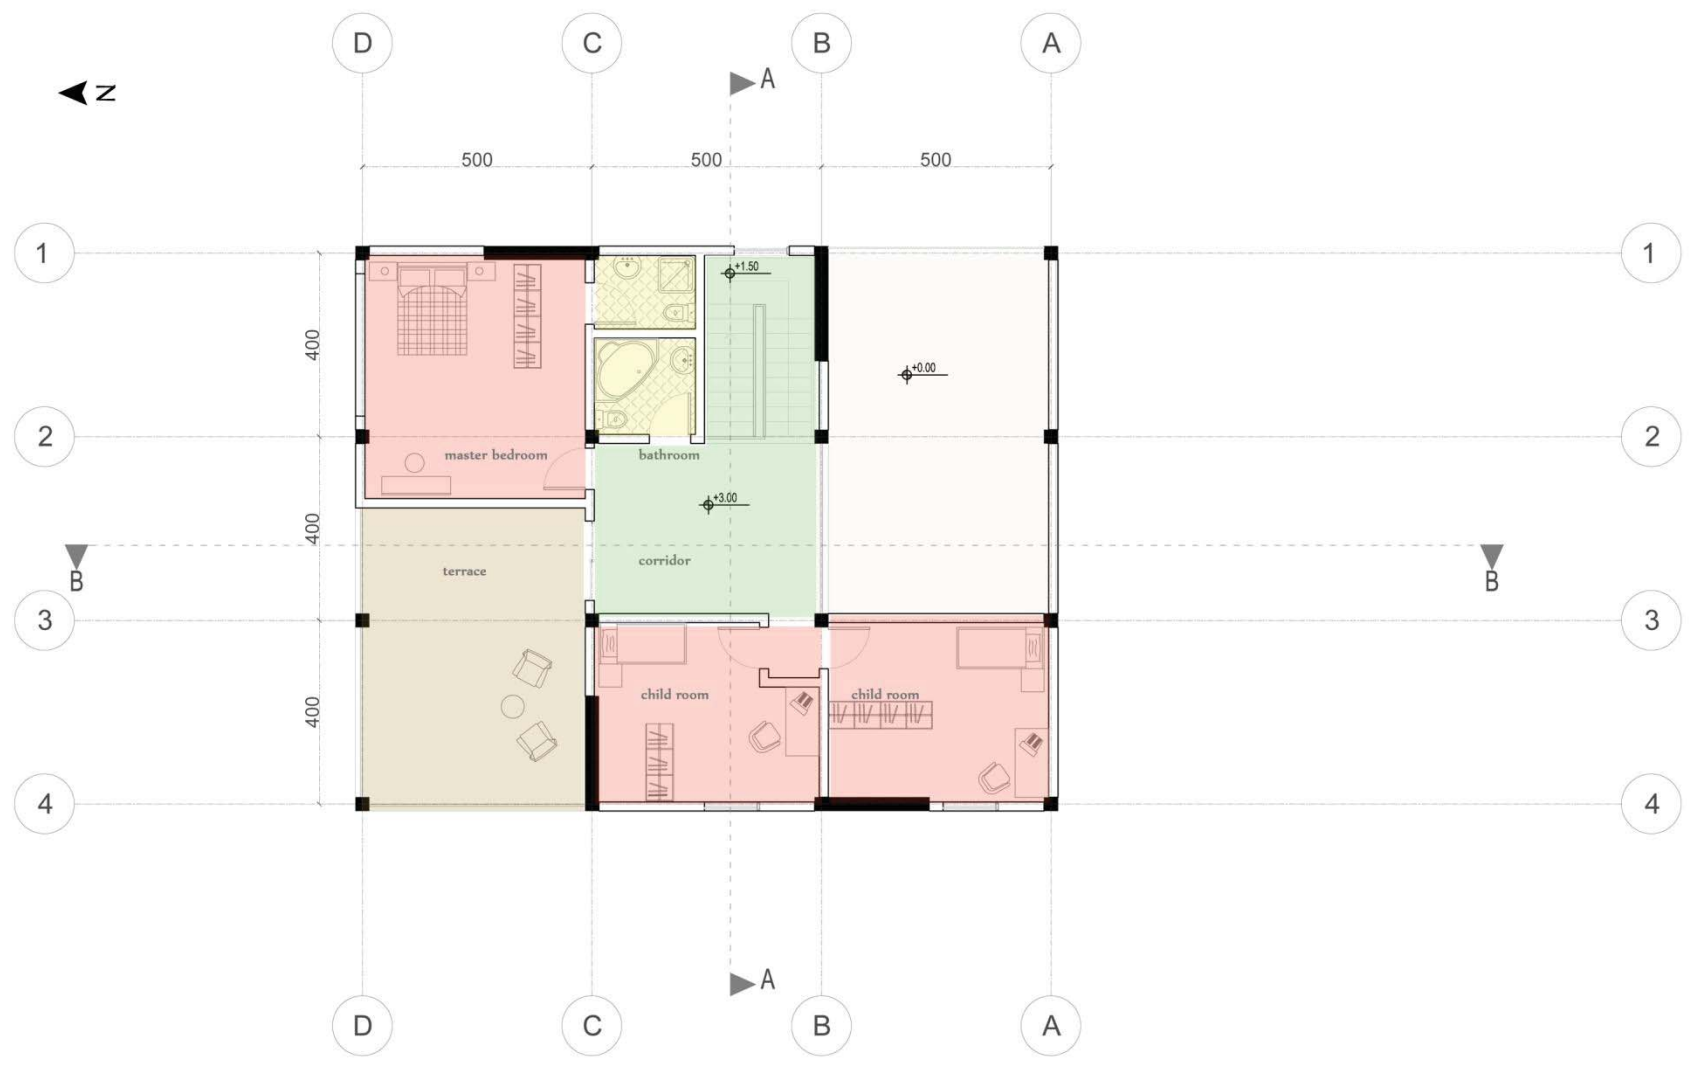 D C B A
A
N
500 500 500
1 1
+1.50
400
+0.00
2 2
master bedroom bathroom
+3.00
400
corridor
terrace
B B
3 3
child room child room
400
4 4
A
D C B A